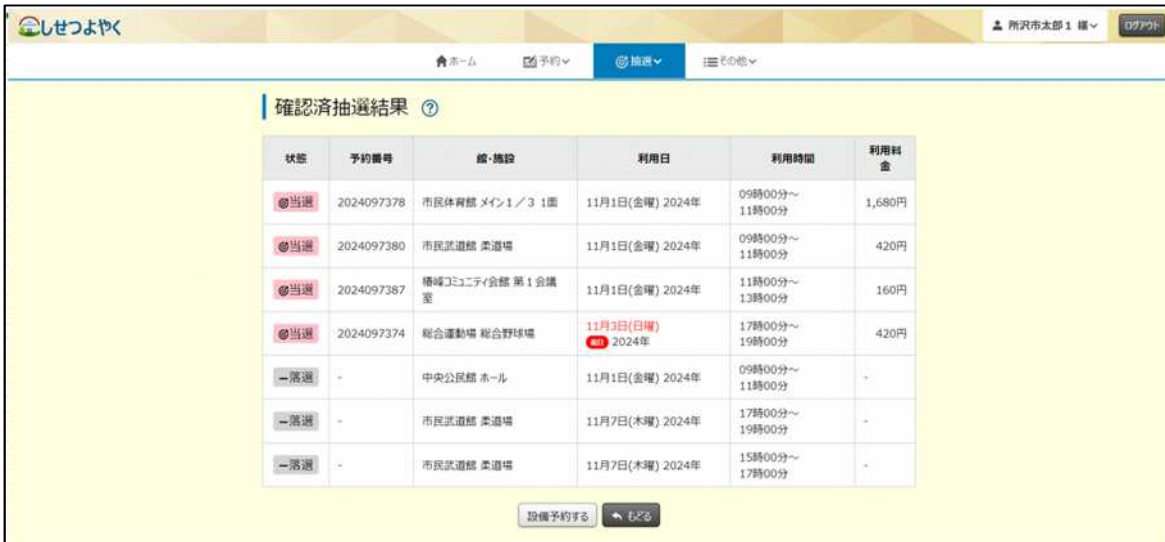 しせつよやく
所沢市太郎1 様
ログアウト
ホーム 予約 抽選 その他
確認済抽選結果 ?
状態 予約番号 館・施設 利用日 利用時間 利用料
金
当選 2024097378 市民体育館 メイン1／3 1面 11月1日(金曜) 2024年 09時00分～
11時00分 1,680円
当選 2024097380 市民武道館 柔道場 11月1日(金曜) 2024年 09時00分～
11時00分 420円
当選 2024097387 椿峰コミュニティ会館 第1会議
室 11月1日(金曜) 2024年 11時00分～
13時00分 160円
当選 2024097374 総合運動場 総合野球場 11月3日(日曜)
祝日 2024年 17時00分～
19時00分 420円
落選 - 中央公民館 ホール 11月1日(金曜) 2024年 09時00分～
11時00分 -
落選 - 市民武道館 柔道場 11月7日(木曜) 2024年 17時00分～
19時00分 -
落選 - 市民武道館 柔道場 11月7日(木曜) 2024年 15時00分～
17時00分 -
設備予約する もどる